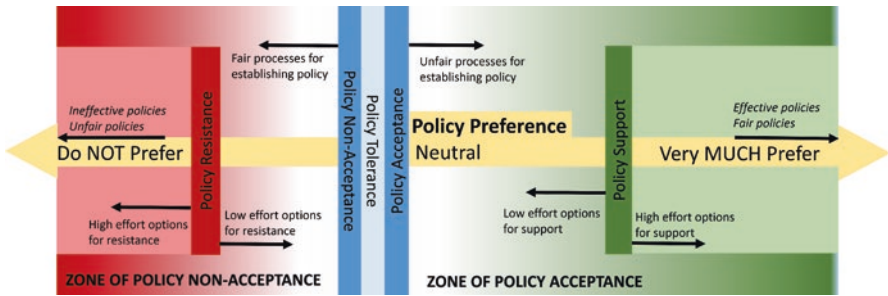 Fair processes for
establishing policy
Unfair processes for
establishing policy
Policy Resistance
Policy Non-Acceptance
Policy Tolerance
Policy Acceptance
Policy Support
Ineffective policies
Unfair policies
Effective policies
Fair policies
Policy Preference
Do NOT Prefer
Neutral
Very MUCH Prefer
High effort options
for resistance
Low effort options
for resistance
Low effort options
for support
High effort options
for support
ZONE OF POLICY NON-ACCEPTANCE
ZONE OF POLICY ACCEPTANCE